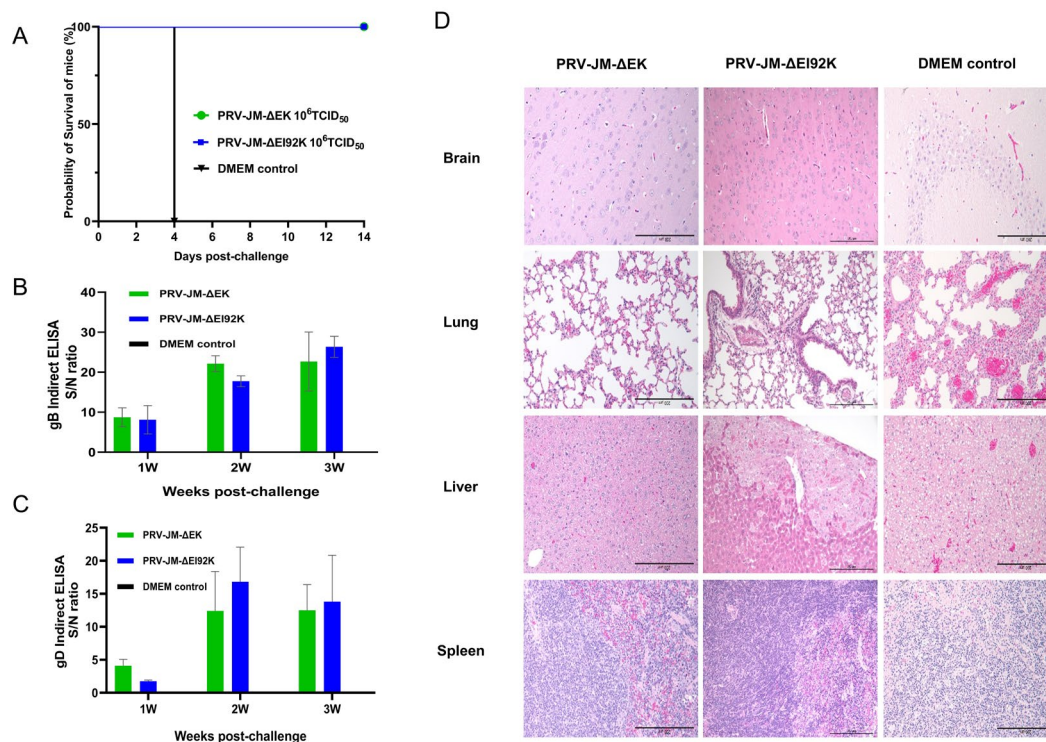 A
Probability of Survival of mice (%)
100
50
0
0 2 4 6 8 10 12 14
Days post-challenge
PRV-JM-ΔEK 10⁶TCID₅₀
PRV-JM-ΔEI92K 10⁶TCID₅₀
DMEM control
B
gB Indirect ELISA
S/N ratio
40
30
20
10
0
PRV-JM-ΔEK
PRV-JM-ΔEI92K
DMEM control
1W 2W 3W
Weeks post-challenge
C
gD Indirect ELISA
S/N ratio
25
20
15
10
5
0
PRV-JM-ΔEK
PRV-JM-ΔEI92K
DMEM control
1W 2W 3W
Weeks post-challenge
D
PRV-JM-ΔEK PRV-JM-ΔEI92K DMEM control
Brain
Lung
Liver
Spleen